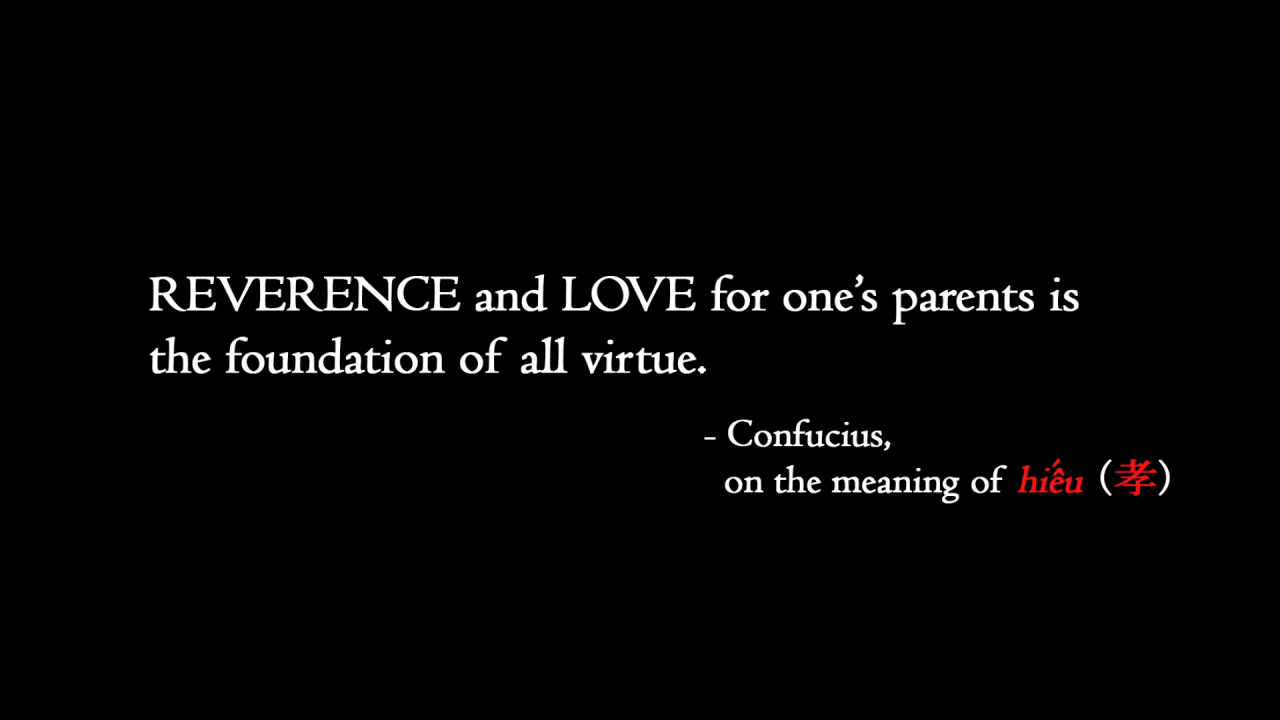 REVERENCE and LOVE for one’s parents is
the foundation of all virtue.
- Confucius,
on the meaning of hiếu (孝)